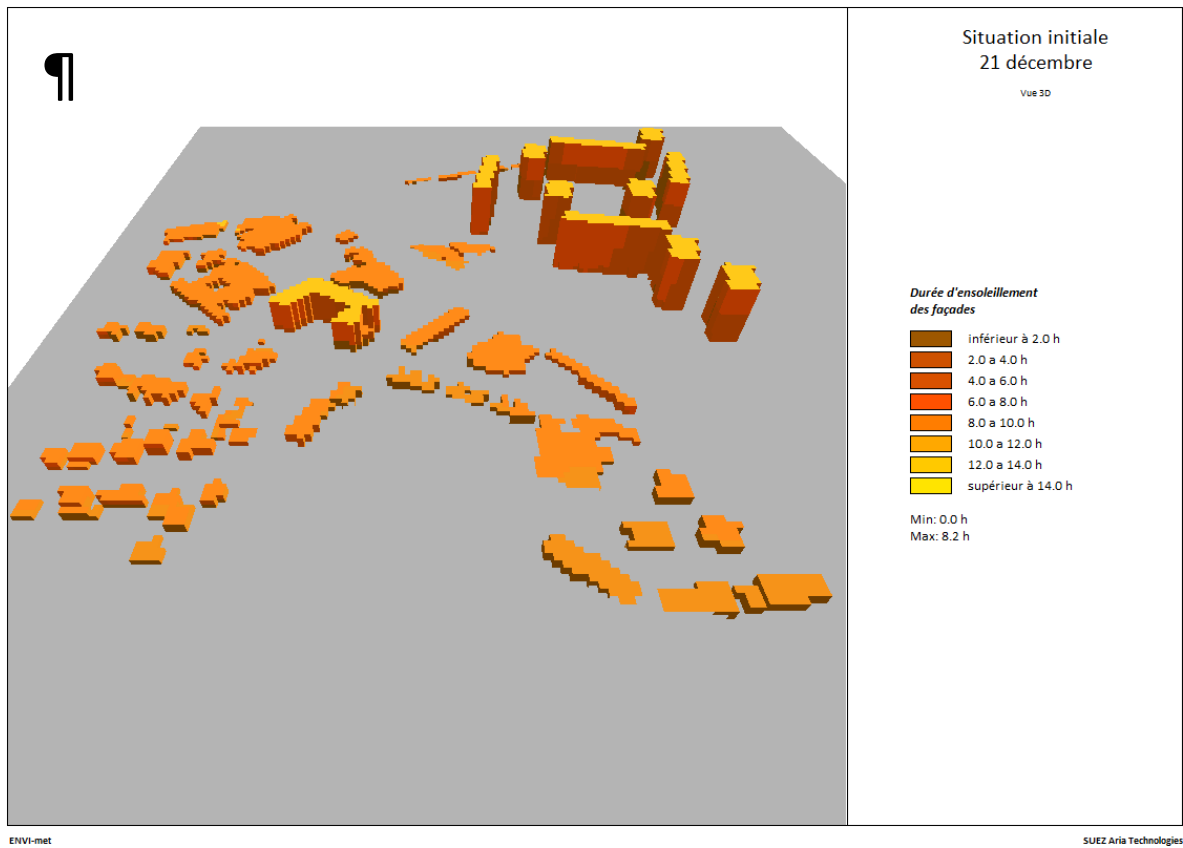 ¶
Situation initiale
21 décembre
Vue 3D
Durée d'ensoleillement
des façades
inférieur à 2.0 h
2.0 a 4.0 h
4.0 a 6.0 h
6.0 a 8.0 h
8.0 a 10.0 h
10.0 a 12.0 h
12.0 a 14.0 h
supérieur à 14.0 h
Min: 0.0 h
Max: 8.2 h
ENVI-met
SUEZ Aria Technologies